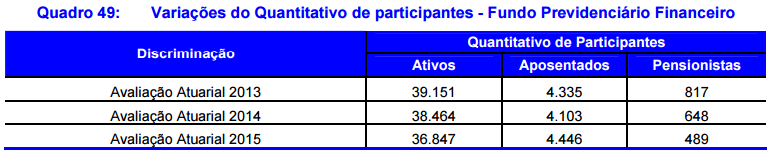 Quadro 49: Variações do Quantitativo de participantes - Fundo Previdenciário Financeiro
Discriminação Quantitativo de Participantes
Ativos Aposentados Pensionistas
Avaliação Atuarial 2013 39.151 4.335 817
Avaliação Atuarial 2014 38.464 4.103 648
Avaliação Atuarial 2015 36.847 4.446 489